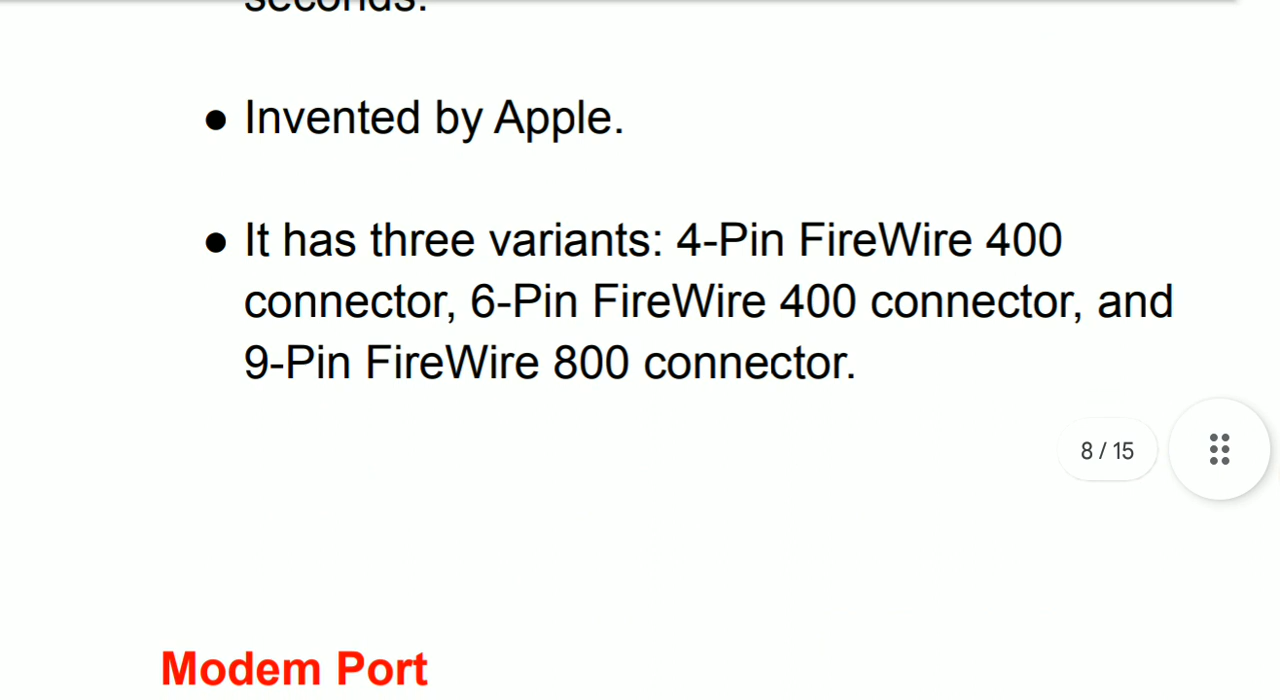 seconds.
● Invented by Apple.
● It has three variants: 4-Pin FireWire 400
connector, 6-Pin FireWire 400 connector, and
9-Pin FireWire 800 connector.
8 / 15
Modem Port